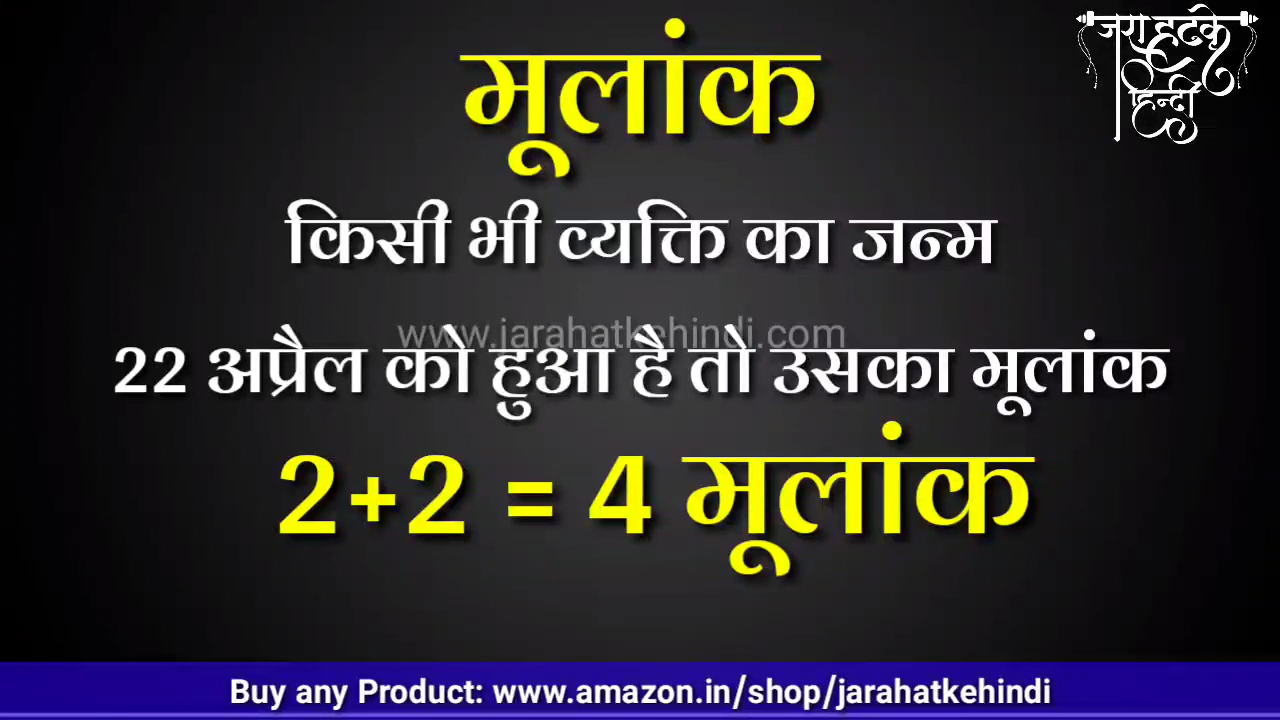 मूलांक
जरा हटके
हिन्दी
किसी भी व्यक्ति का जन्म
www.jarahatkehindi.com
22 अप्रैल को हुआ है तो उसका मूलांक
2+2 = 4 मूलांक
Buy any Product: www.amazon.in/shop/jarahatkehindi